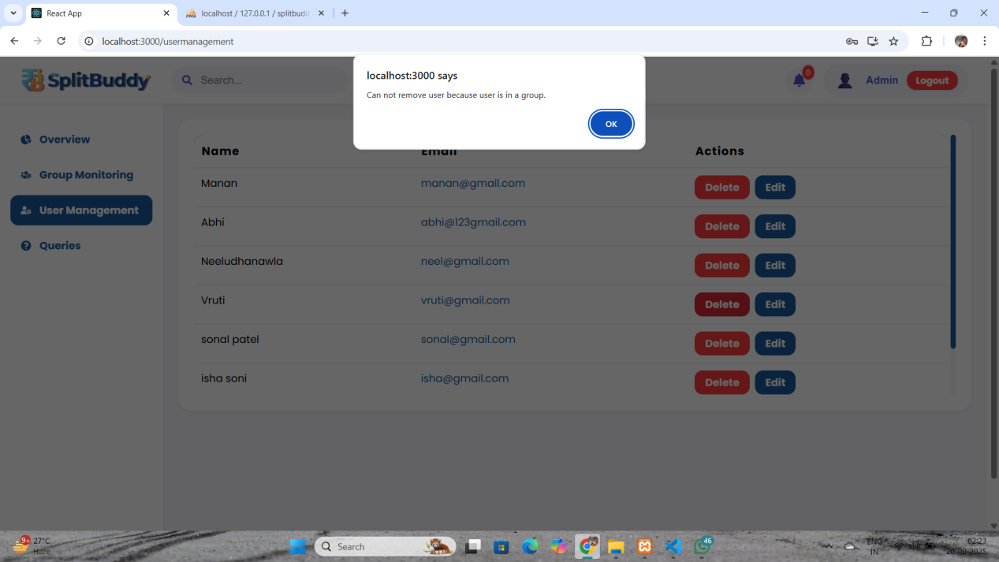 React App
localhost / 127.0.0.1 / splitbudd
localhost:3000/usermanagement
SplitBuddy
Search...
0
Admin
Logout
localhost:3000 says
Can not remove user because user is in a group.
OK
Overview
Group Monitoring
User Management
Queries
Name Email Actions
Manan manan@gmail.com Delete Edit
Abhi abhi@123gmail.com Delete Edit
Neeludhanawla neel@gmail.com Delete Edit
Vruti vruti@gmail.com Delete Edit
sonal patel sonal@gmail.com Delete Edit
isha soni isha@gmail.com Delete Edit
9+
27°C
Haze
Search
46
ENG
IN
02:23
20-09-2025